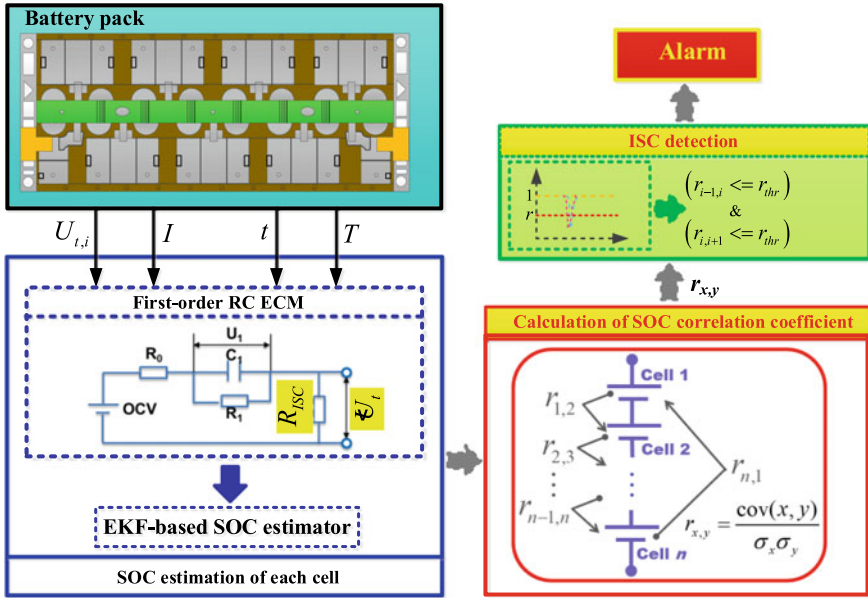 Battery pack
U_{t,i}
I
t
T
First-order RC ECM
U_1
C_1
R_0
R_1
OCV
R_{ISC}
U_t
EKF-based SOC estimator
SOC estimation of each cell
Alarm
ISC detection
1
r
(r_{i-1,i} <= r_{thr})
&
(r_{i,i+1} <= r_{thr})
r_{x,y}
Calculation of SOC correlation coefficient
Cell 1
r_{1,2}
Cell 2
r_{2,3}
r_{n,1}
r_{n-1,n}
r_{x,y} = cov(x, y) / σ_x σ_y
Cell n